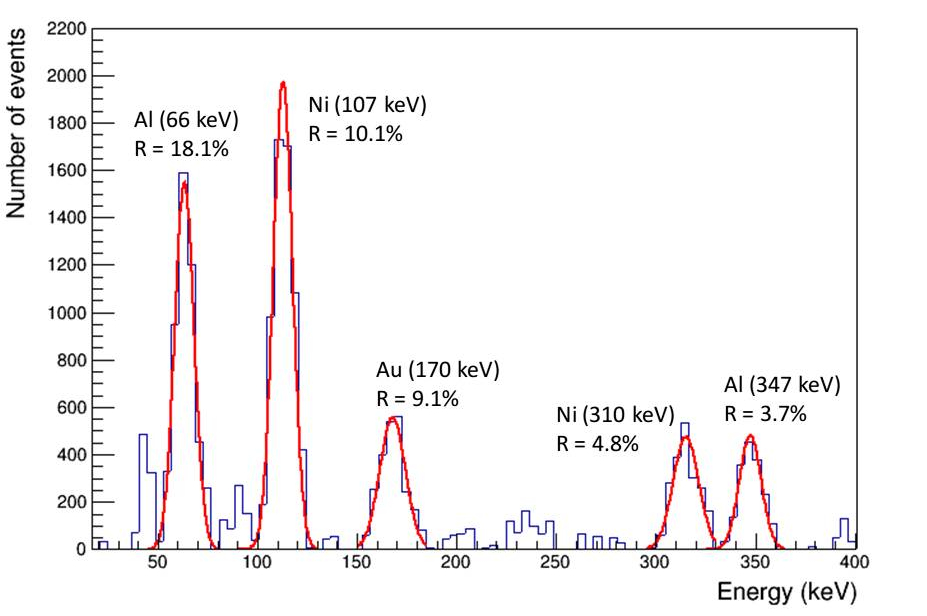 Number of events
2200
2000
1800
1600
1400
1200
1000
800
600
400
200
0
Al (66 keV)
R = 18.1%
Ni (107 keV)
R = 10.1%
Au (170 keV)
R = 9.1%
Ni (310 keV)
R = 4.8%
Al (347 keV)
R = 3.7%
50 100 150 200 250 300 350 400
Energy (keV)